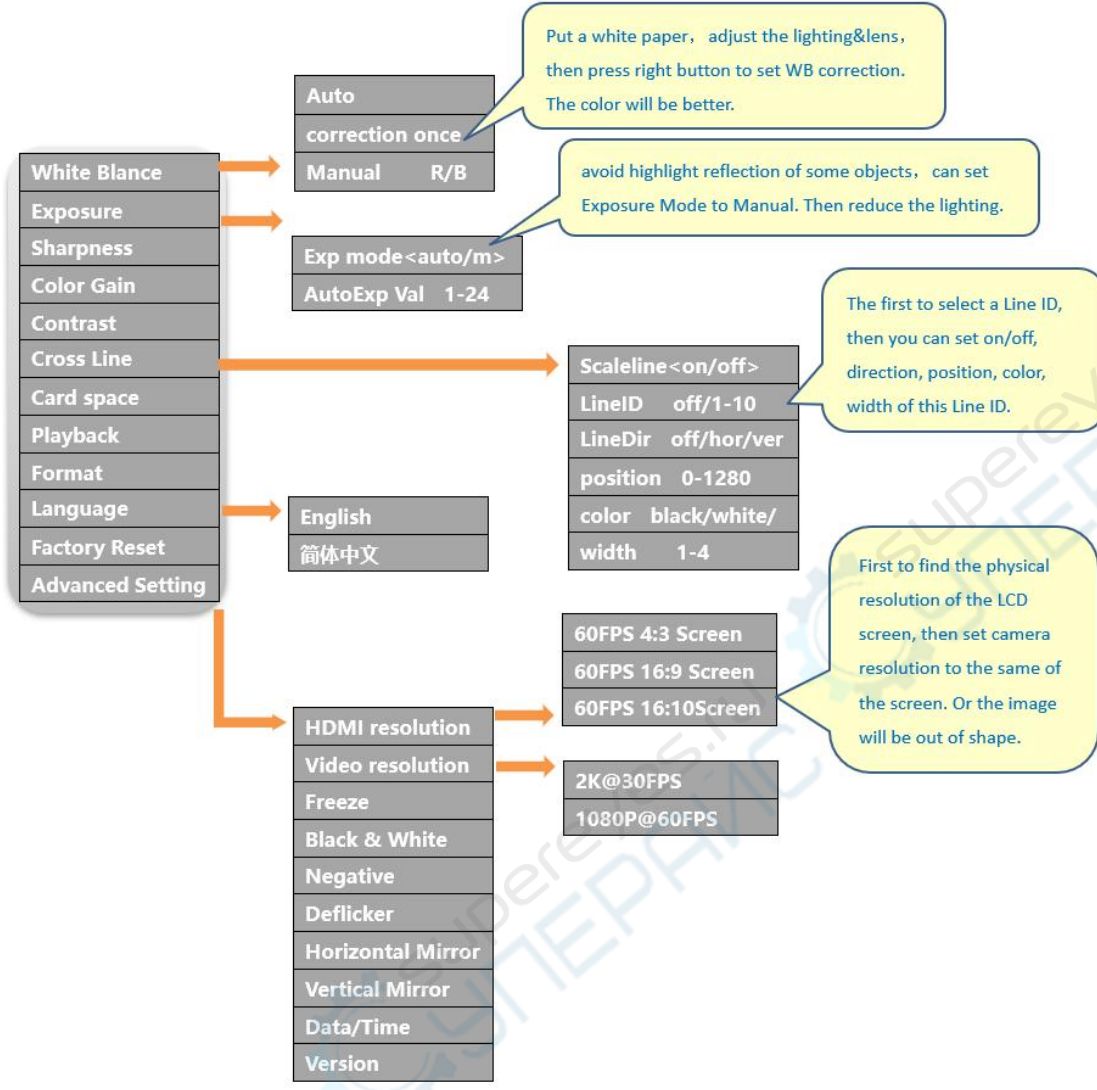 Put a white paper, adjust the lighting&lens,
then press right button to set WB correction.
The color will be better.
Auto
correction once
Manual R/B
avoid highlight reflection of some objects, can set
Exposure Mode to Manual. Then reduce the lighting.
Exp mode<auto/m>
AutoExp Val 1-24
White Blance
Exposure
Sharpness
Color Gain
Contrast
Cross Line
Card space
Playback
Format
Language
Factory Reset
Advanced Setting
The first to select a Line ID,
then you can set on/off,
direction, position, color,
width of this Line ID.
Scaleline<on/off>
LineID off/1-10
LineDir off/hor/ver
position 0-1280
color black/white/
width 1-4
English
简体中文
First to find the physical
resolution of the LCD
screen, then set camera
resolution to the same of
the screen. Or the image
will be out of shape.
60FPS 4:3 Screen
60FPS 16:9 Screen
60FPS 16:10Screen
2K@30FPS
1080P@60FPS
HDMI resolution
Video resolution
Freeze
Black & White
Negative
Deflicker
Horizontal Mirror
Vertical Mirror
Data/Time
Version
supereyes.ru
СУПЕРАЙС